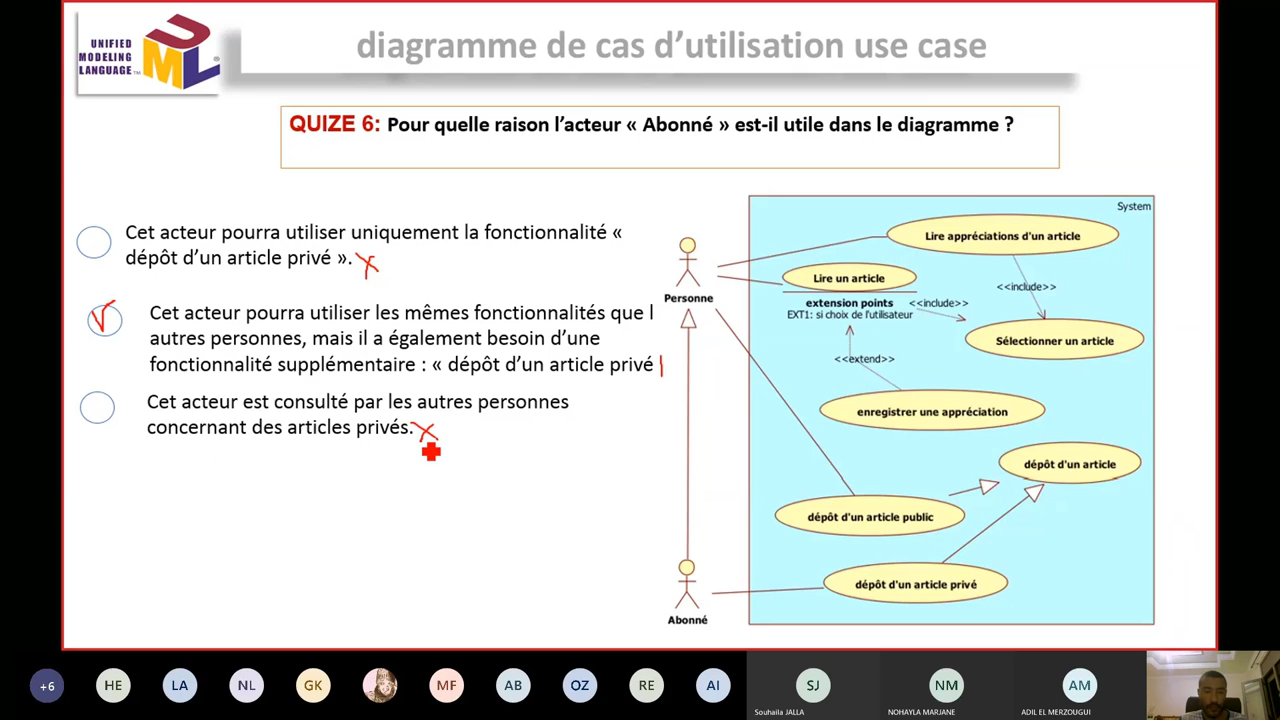 UNIFIED
MODELING
LANGUAGE™
UML
diagramme de cas d’utilisation use case
QUIZE 6: Pour quelle raison l’acteur « Abonné » est-il utile dans le diagramme ?
Cet acteur pourra utiliser uniquement la fonctionnalité «
dépôt d’un article privé ».
Cet acteur pourra utiliser les mêmes fonctionnalités que l
autres personnes, mais il a également besoin d’une
fonctionnalité supplémentaire : « dépôt d’un article privé
Cet acteur est consulté par les autres personnes
concernant des articles privés.
System
Lire appréciations d'un article
Personne
Lire un article
extension points
EXT1: si choix de l'utilisateur
<<include>>
<<include>>
Sélectionner un article
<<extend>>
enregistrer une appréciation
dépôt d'un article
dépôt d'un article public
dépôt d'un article privé
Abonné
+6
HE
LA
NL
GK
MF
AB
OZ
RE
AI
SJ
Souhaila JALLA
NM
NOHAYLA MARJANE
AM
ADIL EL MERZOUGUI